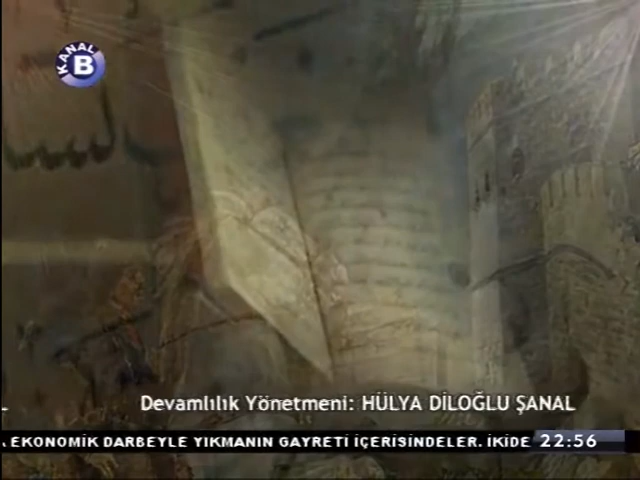 KANAL
B
Devamlılık Yönetmeni: HÜLYA DİLOĞLU ŞANAL
EKONOMİK DARBEYLE YIKMANIN GAYRETİ İÇERİSİNDELER. İKİDE
22:56